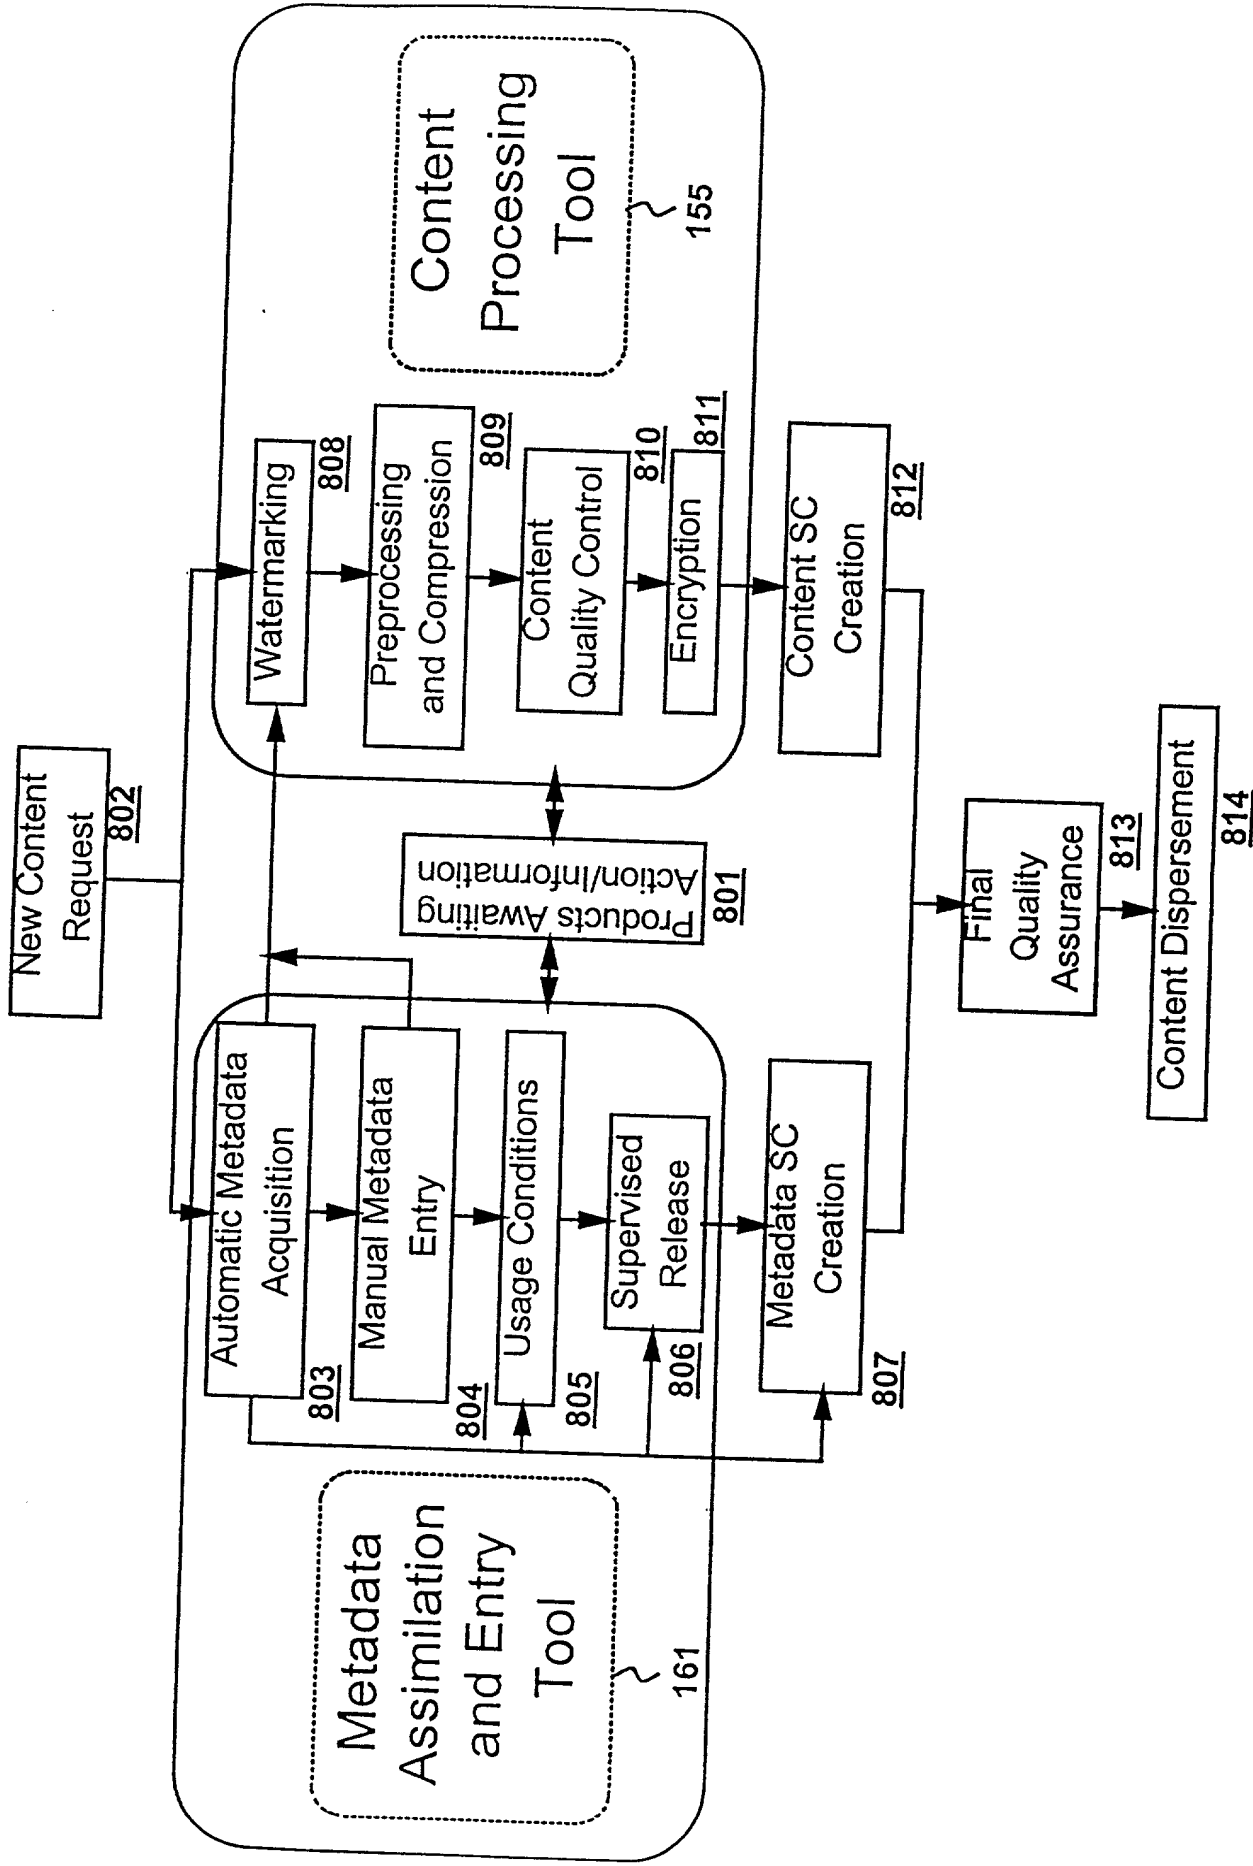 New Content
Request
802
Automatic Metadata
Acquisition
803
Manual Metadata
Entry
804
Usage Conditions
805
Supervised
Release
806
Metadata SC
Creation
807
Metadata
Assimilation
and Entry
Tool
161
Products Awaiting
Action/Information
801
Watermarking
808
Preprocessing
and Compression
809
Content
Quality Control
810
Encryption
811
Content SC
Creation
812
Content
Processing
Tool
155
Final
Quality
Assurance
813
Content Dispersement
814